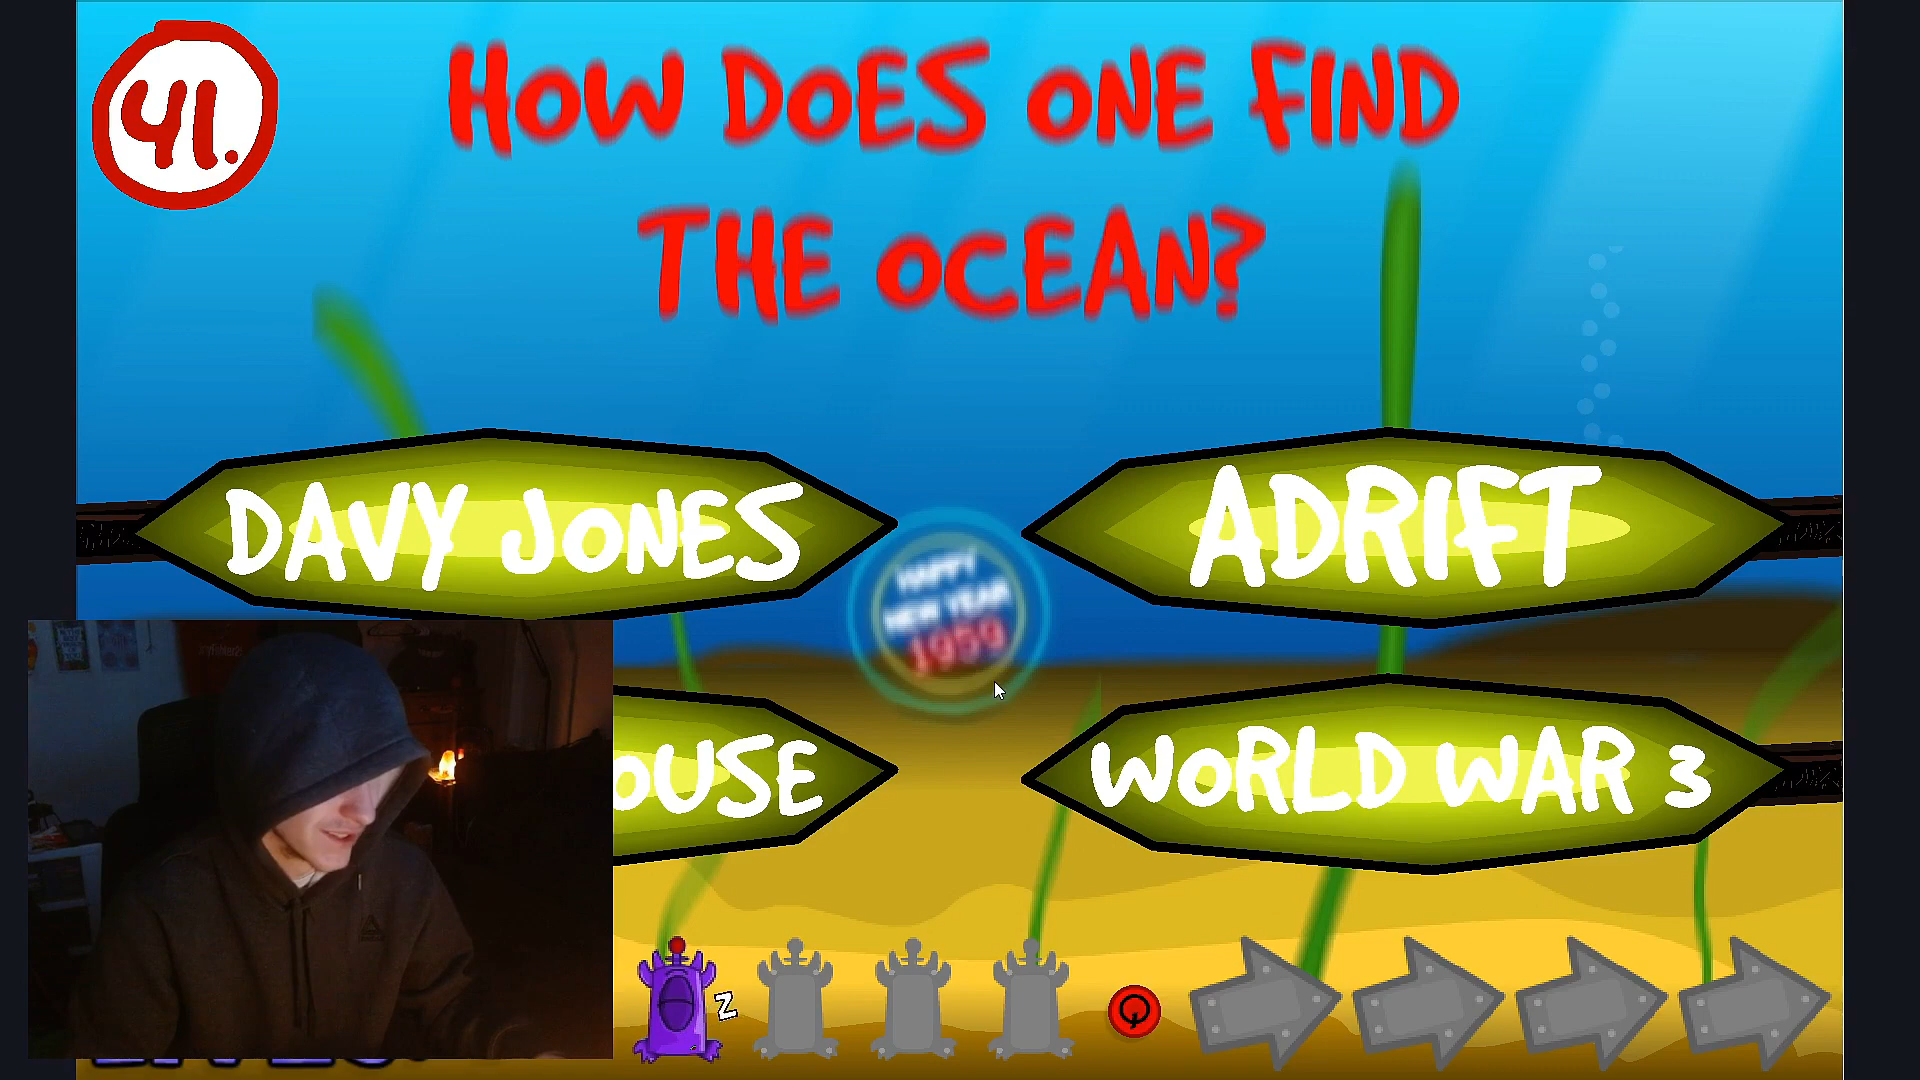 41.
HOW DOES ONE FIND
THE OCEAN?
DAVY JONES
ADRIFT
HAPPY
NEW YEAR
1959
OUSE
WORLD WAR 3
Z
Q